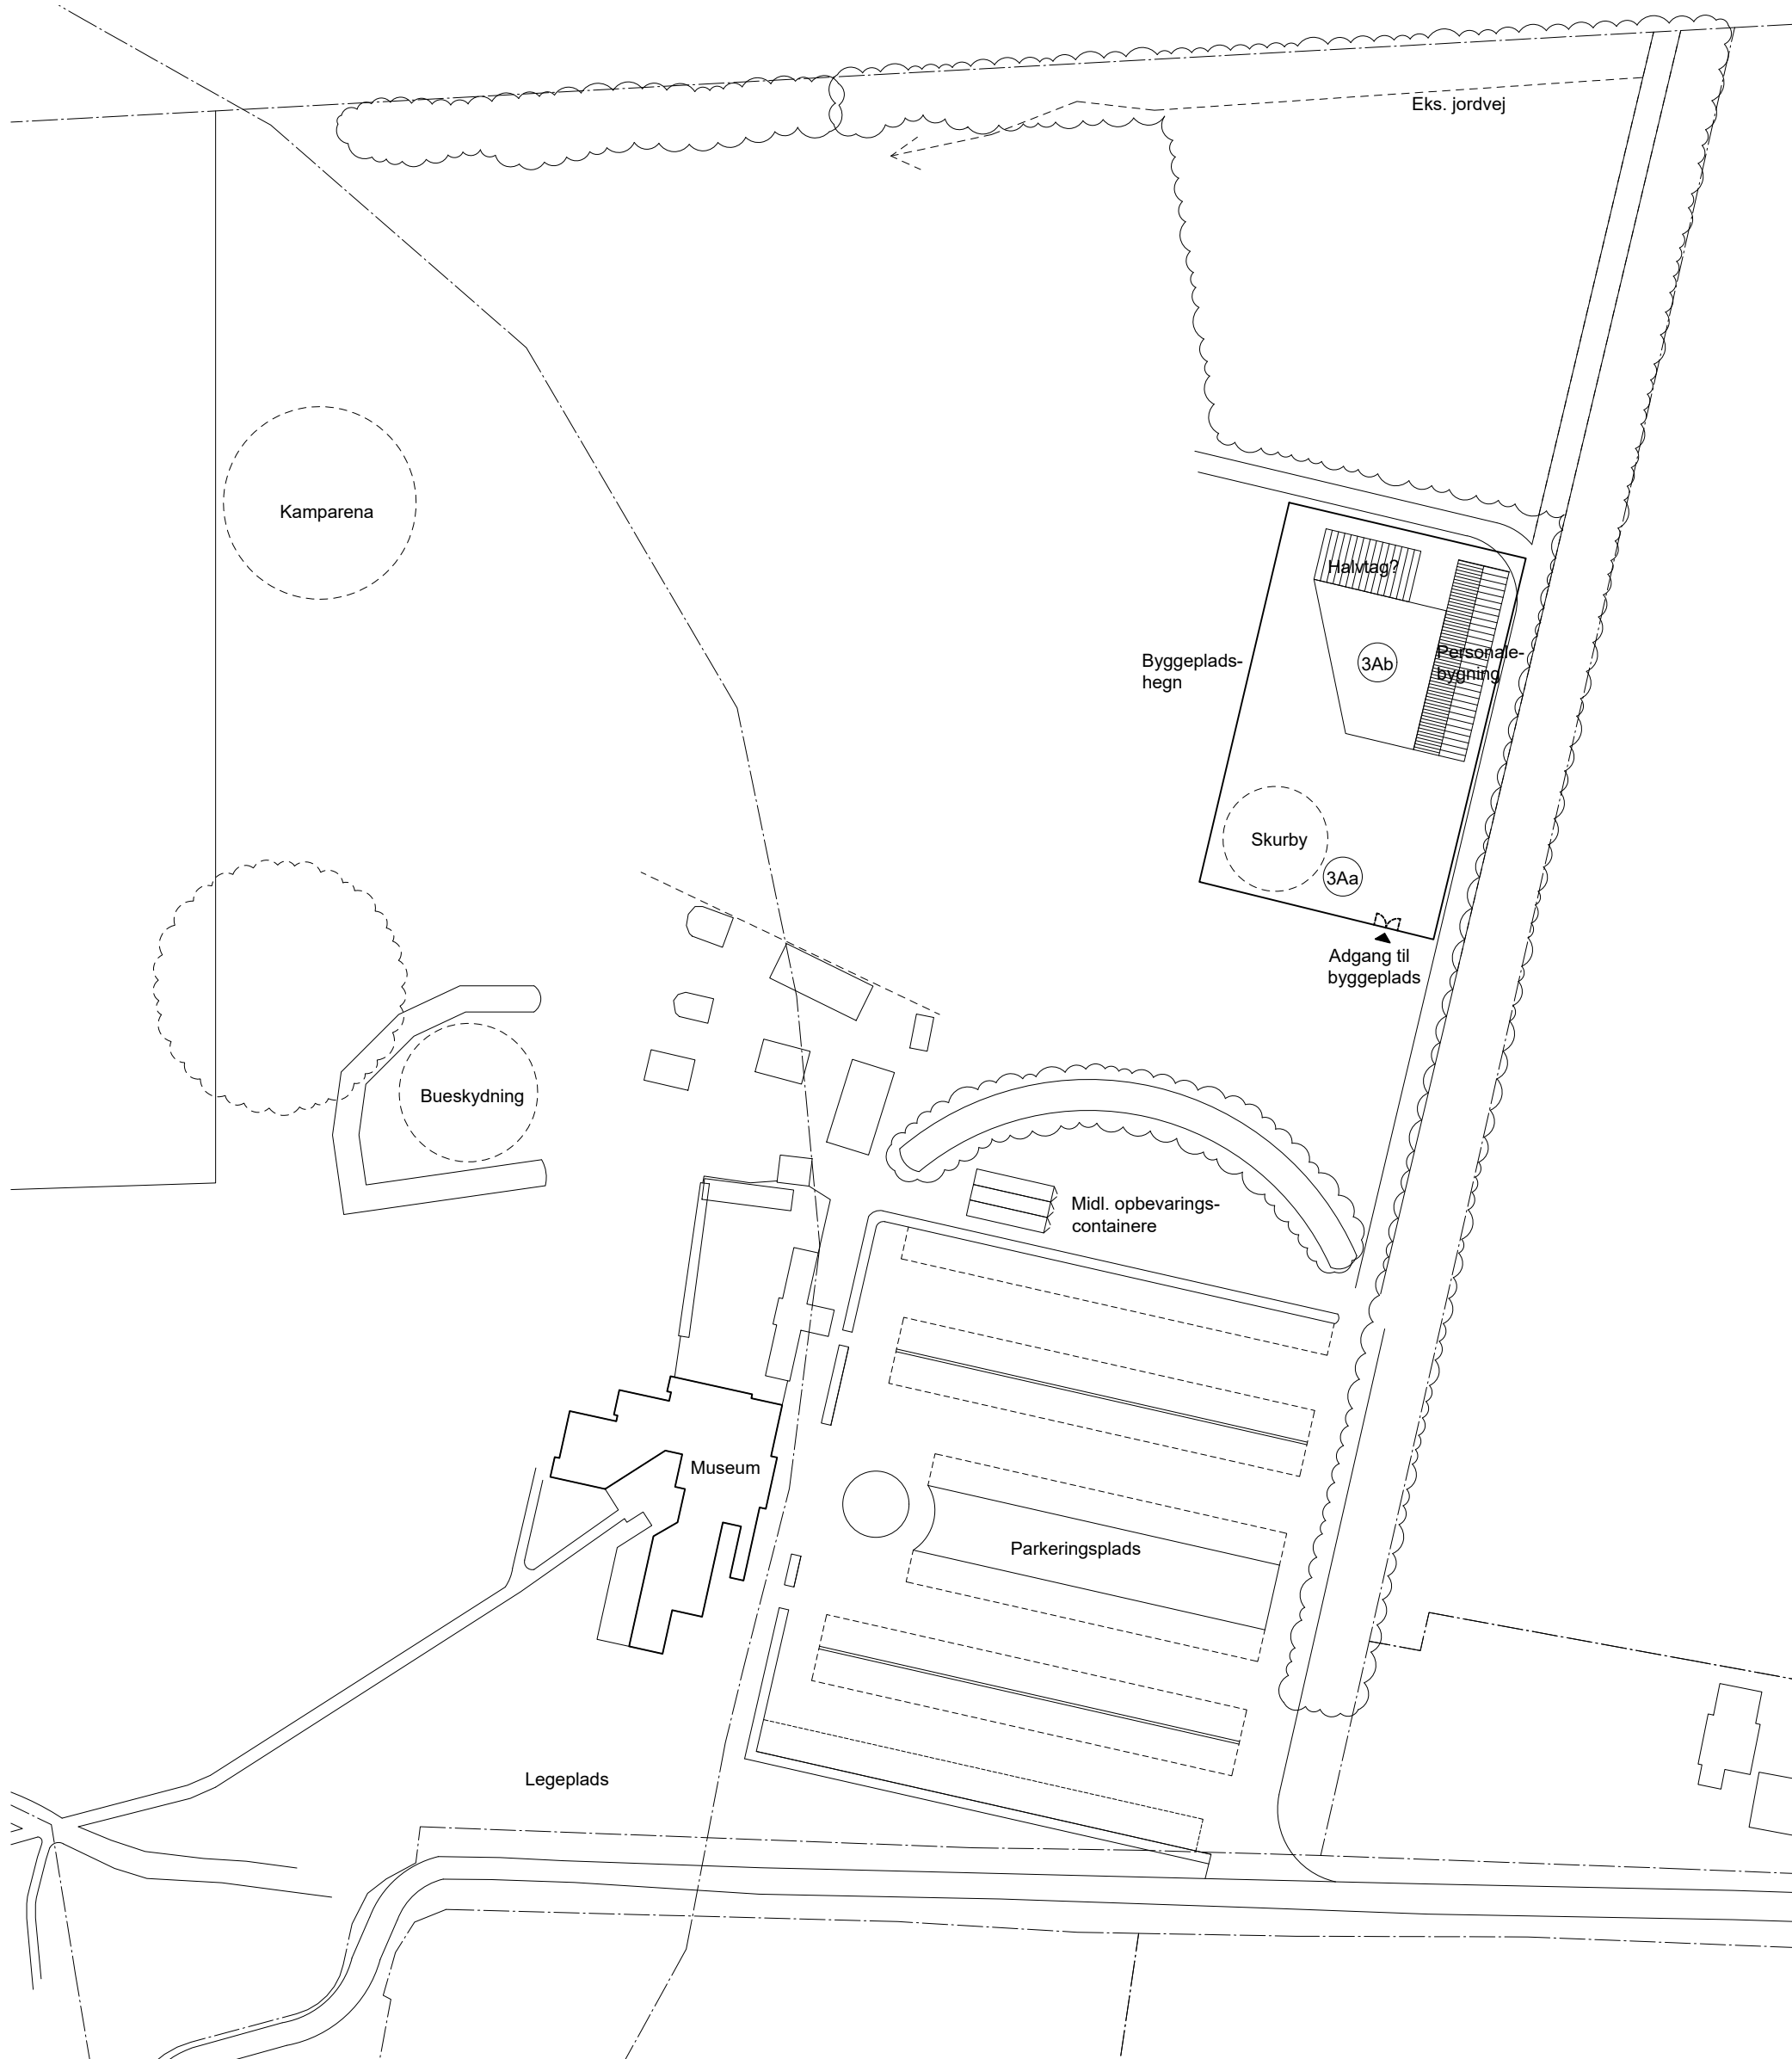 Eks. jordvej
Kamparena
Halvtag?
Byggeplads-
hegn
3Ab
Personale-
bygning
Skurby
3Aa
Adgang til
byggeplads
Bueskydning
Midl. opbevarings-
containere
Museum
Parkeringsplads
Legeplads